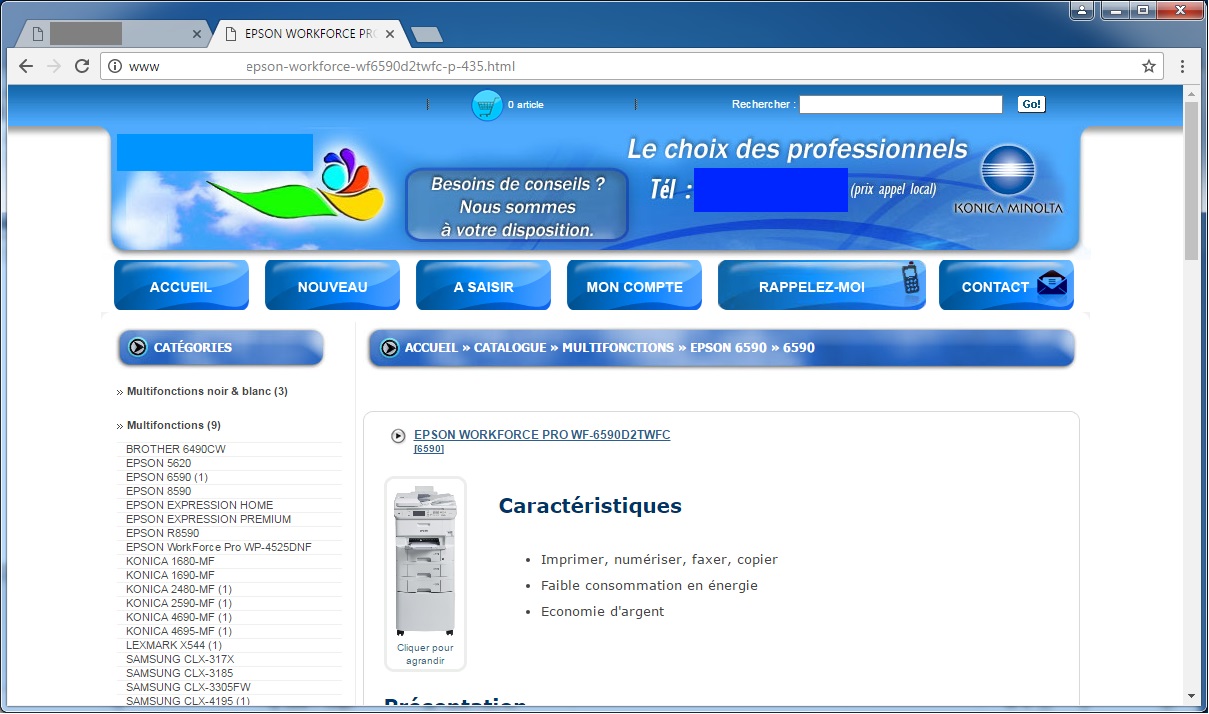 EPSON WORKFORCE PRO
www epson-workforce-wf6590d2twfc-p-435.html
0 article
Rechercher :
Go!
Le choix des professionnels
Besoins de conseils ?
Nous sommes
à votre disposition.
Tél : (prix appel local)
KONICA MINOLTA
ACCUEIL
NOUVEAU
A SAISIR
MON COMPTE
RAPPELEZ-MOI
CONTACT
CATÉGORIES
ACCUEIL » CATALOGUE » MULTIFONCTIONS » EPSON 6590 » 6590
» Multifonctions noir & blanc (3)
» Multifonctions (9)
BROTHER 6490CW
EPSON 5620
EPSON 6590 (1)
EPSON 8590
EPSON EXPRESSION HOME
EPSON EXPRESSION PREMIUM
EPSON R8590
EPSON WorkForce Pro WP-4525DNF
KONICA 1680-MF
KONICA 1690-MF
KONICA 2480-MF (1)
KONICA 2590-MF (1)
KONICA 4690-MF (1)
KONICA 4695-MF (1)
LEXMARK X544 (1)
SAMSUNG CLX-317X
SAMSUNG CLX-3185
SAMSUNG CLX-3305FW
SAMSUNG CLX-4195 (1)
EPSON WORKFORCE PRO WF-6590D2TWFC
[6590]
Caractéristiques
• Imprimer, numériser, faxer, copier
• Faible consommation en énergie
• Economie d'argent
Cliquer pour
agrandir
Présentation